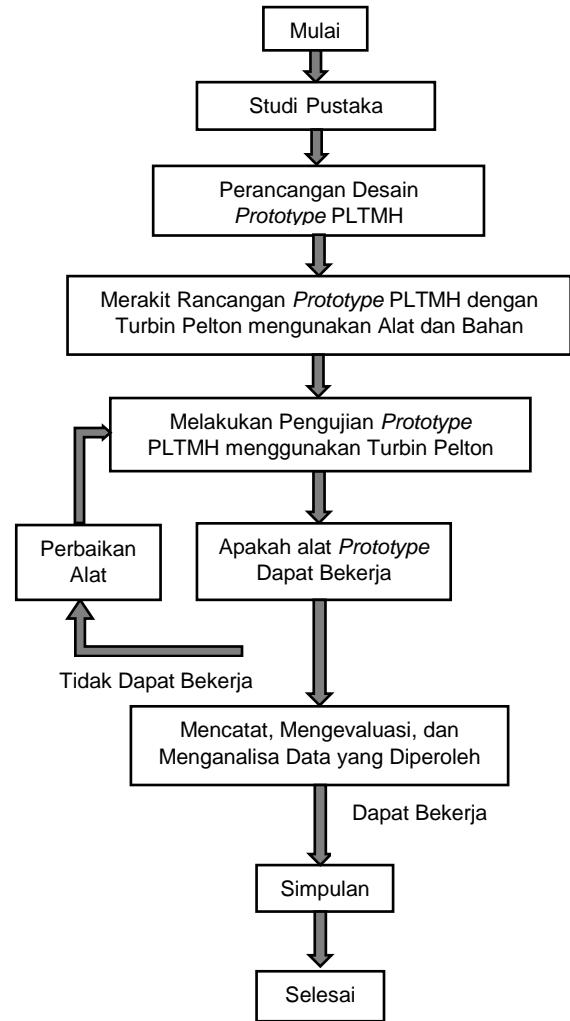 Mulai
Studi Pustaka
Perancangan Desain
Prototype PLTMH
Merakit Rancangan Prototype PLTMH dengan
Turbin Pelton mengunakan Alat dan Bahan
Melakukan Pengujian Prototype
PLTMH menggunakan Turbin Pelton
Perbaikan
Alat
Apakah alat Prototype
Dapat Bekerja
Tidak Dapat Bekerja
Mencatat, Mengevaluasi, dan
Menganalisa Data yang Diperoleh
Dapat Bekerja
Simpulan
Selesai